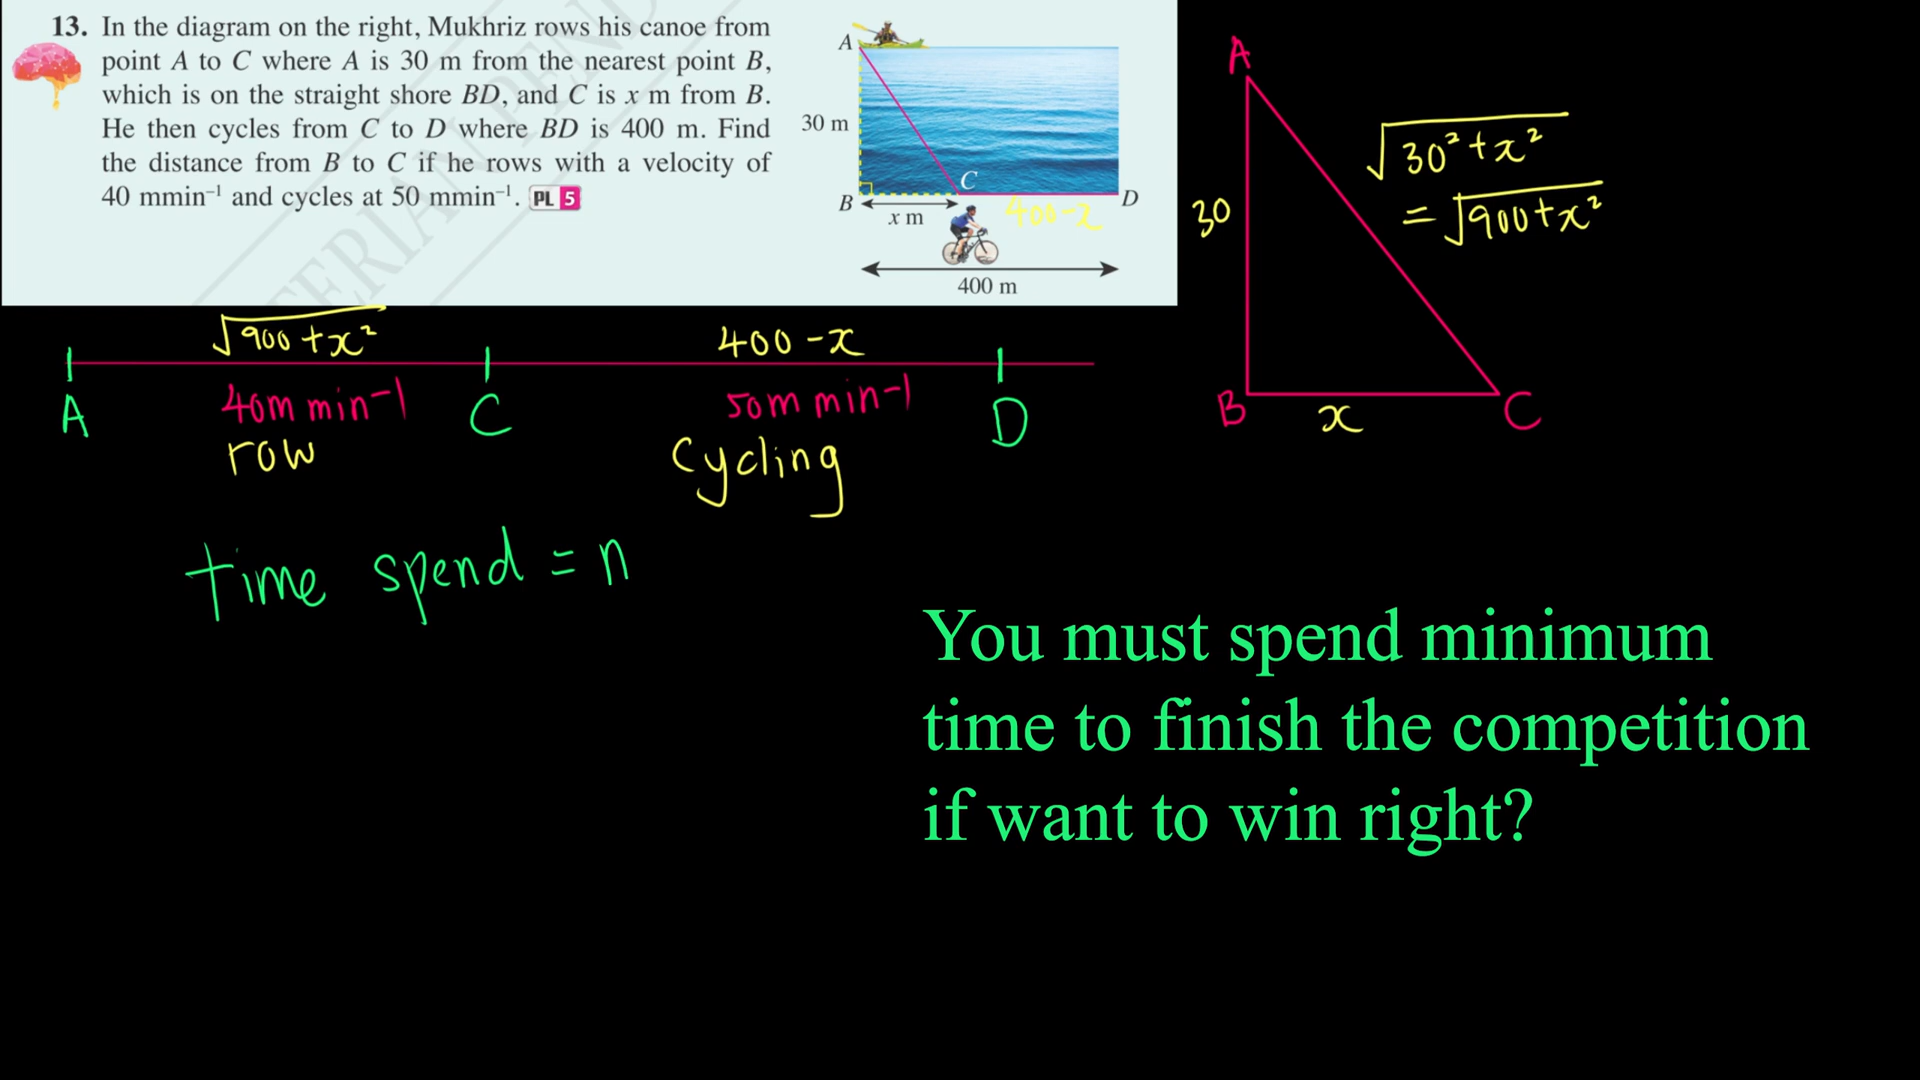 13. In the diagram on the right, Mukhriz rows his canoe from
point A to C where A is 30 m from the nearest point B,
which is on the straight shore BD, and C is x m from B.
He then cycles from C to D where BD is 400 m. Find
the distance from B to C if he rows with a velocity of
40 mmin⁻¹ and cycles at 50 mmin⁻¹. PL 5
A
30 m
C
B
D
x m
400-x
400 m
A
√30²+x²
=√900+x²
30
B
x
C
√900+x²
400-x
40m min-1
50m min-1
A
C
D
row
cycling
time spend = n
You must spend minimum
time to finish the competition
if want to win right?